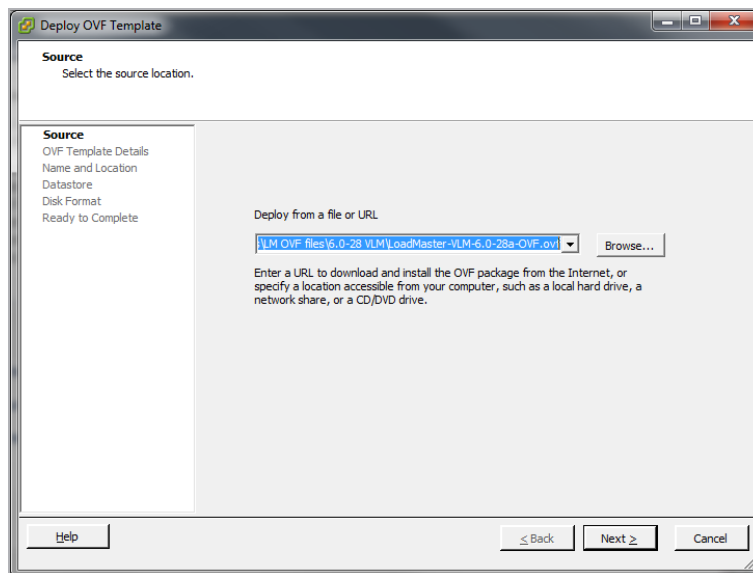 Deploy OVF Template
Source
Select the source location.
Source
OVF Template Details
Name and Location
Datastore
Disk Format
Ready to Complete
Deploy from a file or URL
:\LM OVF files\6.0-28 VLM\LoadMaster-VLM-6.0-28a-OVF.ovf
Browse...
Enter a URL to download and install the OVF package from the Internet, or
specify a location accessible from your computer, such as a local hard drive, a
network share, or a CD/DVD drive.
Help
< Back
Next >
Cancel